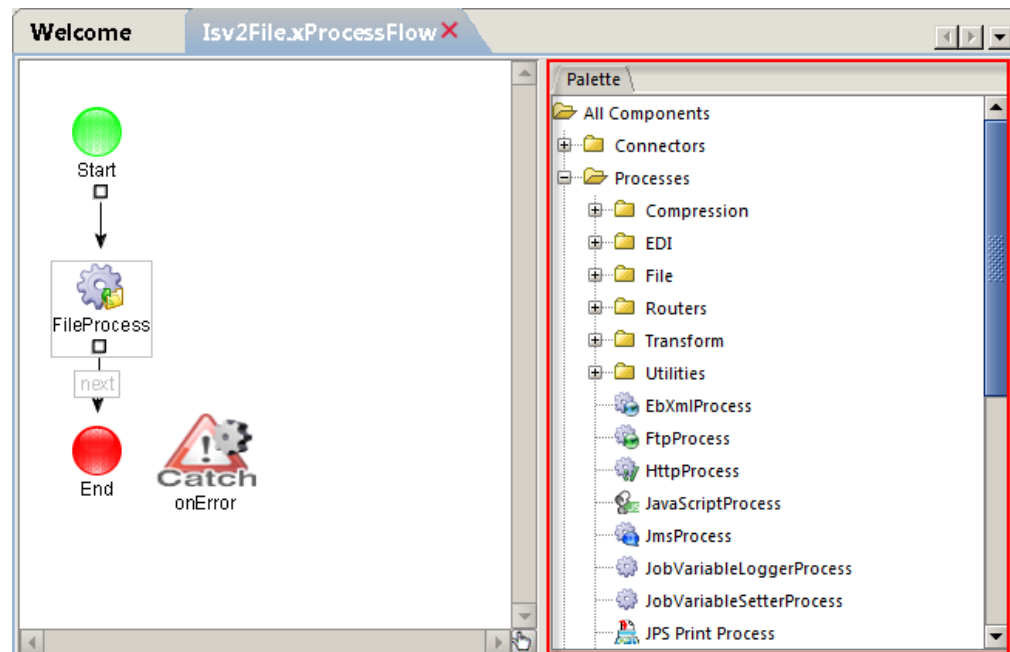 Welcome
Isv2File.xProcessFlow
Start
FileProcess
next
End
Catch
onError
Palette
All Components
Connectors
Processes
Compression
EDI
File
Routers
Transform
Utilities
EbXmlProcess
FtpProcess
HttpProcess
JavaScriptProcess
JmsProcess
JobVariableLoggerProcess
JobVariableSetterProcess
JPS Print Process